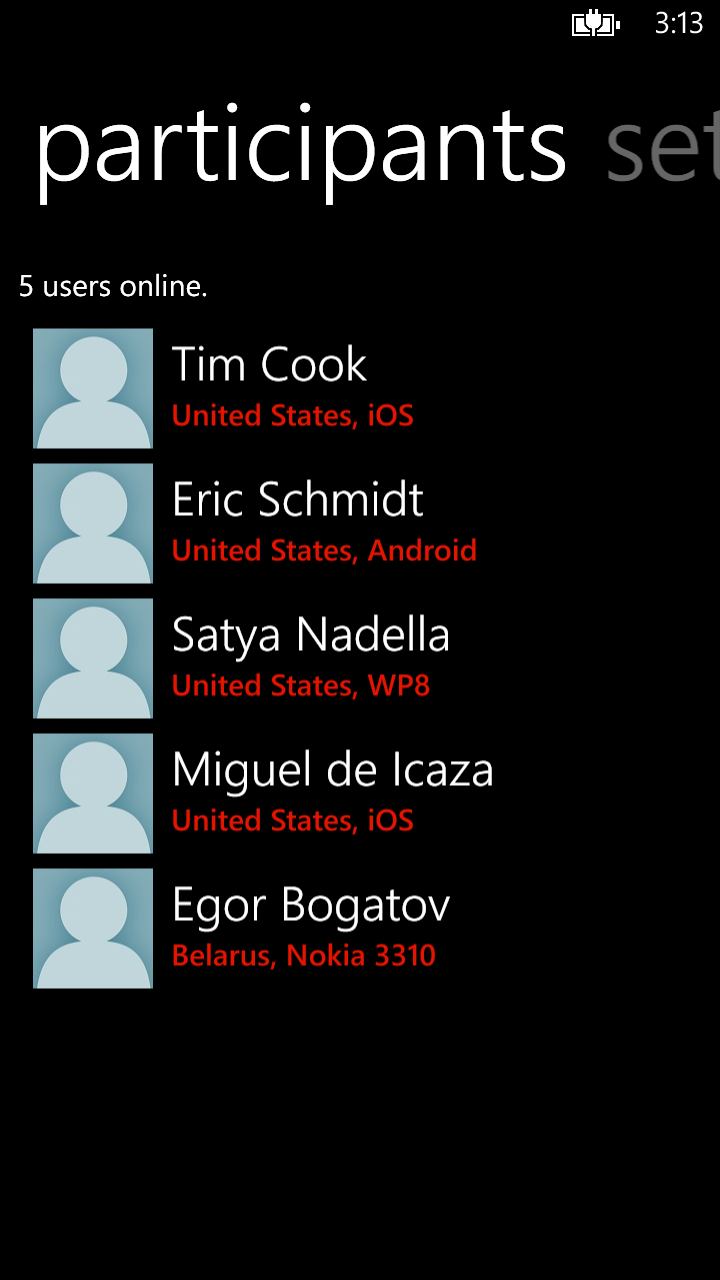 3:13
participants set
5 users online.
Tim Cook
United States, iOS
Eric Schmidt
United States, Android
Satya Nadella
United States, WP8
Miguel de Icaza
United States, iOS
Egor Bogatov
Belarus, Nokia 3310